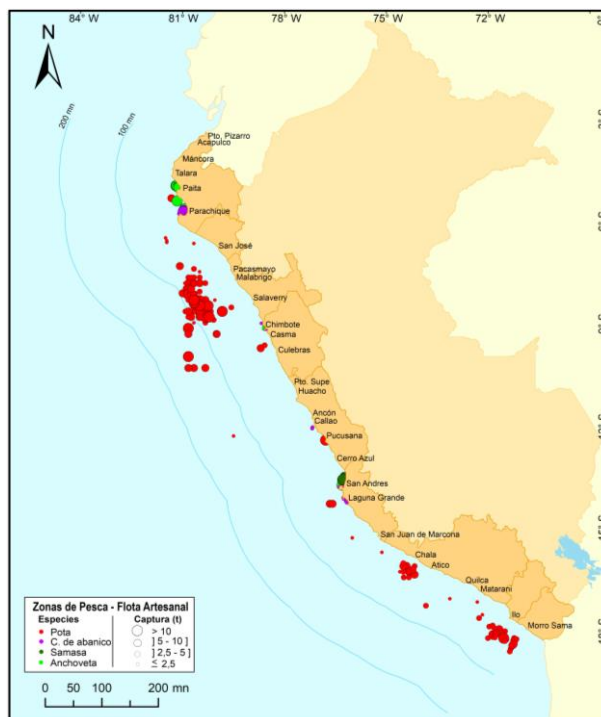 84° W 81° W 78° W 75° W 72° W
N
200 mn
100 mn
Pto. Pizarro
Acapulco
Máncora
Talara
Paita
Parachique
San José
Pacasmayo
Malabrigo
Salaverry
Chimbote
Casma
Culebras
Pto. Supe
Huacho
Ancón
Callao
Pucusana
Cerro Azul
San Andres
Laguna Grande
San Juan de Marcona
Chala
Atico
Quilca
Matarani
Ilo
Morro Sama
Zonas de Pesca - Flota Artesanal
Especies Captura (t)
Pota > 10
C. de abanico ] 5 - 10 ]
Samasa ] 2,5 - 5 ]
Anchoveta ≤ 2,5
0 50 100 200 mn